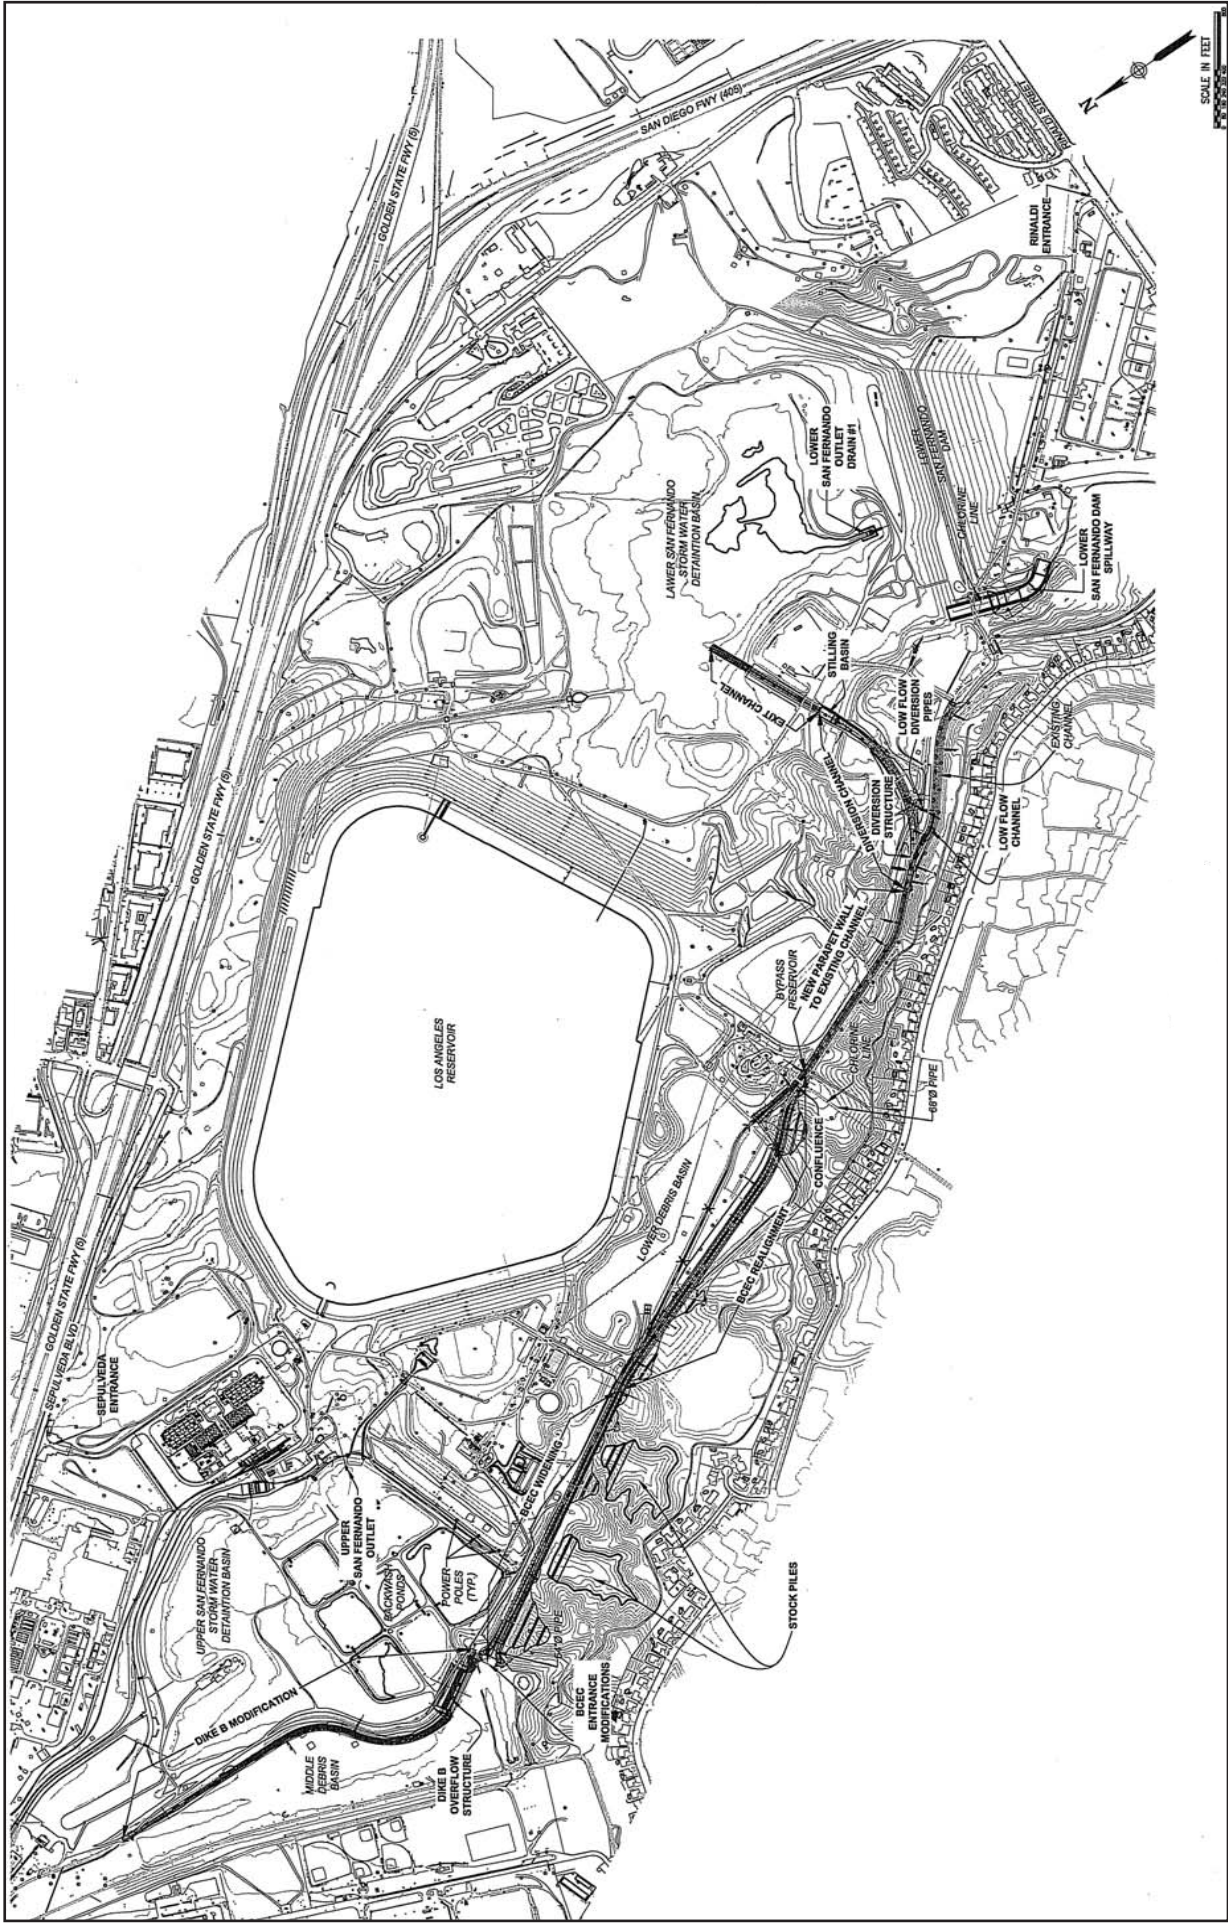 SEPULVEDA BLVD
GOLDEN STATE FWY (5)
SEPULVEDA
ENTRANCE
GOLDEN STATE FWY (5)
GOLDEN STATE FWY (5)
SAN DIEGO FWY (405)
N
SCALE IN FEET
UPPER SAN FERNANDO
STORM WATER
DETAINTION BASIN
DIKE B MODIFICATION
MIDDLE
DEBRIS
BASIN
UPPER
SAN FERNANDO
OUTLET
BACKWASH
PONDS
POWER
POLES
(TYP.)
DIKE B
OVERFLOW
STRUCTURE
BCEC
ENTRANCE
MODIFICATIONS
54"Ø PIPE
BCEC WIDENING
STOCK PILES
LOS ANGELES
RESERVOIR
LOWER DEBRIS BASIN
BCEC REALIGNMENT
CONFLUENCE
66"Ø PIPE
CHLORINE
LINE
BYPASS
RESERVOIR
NEW PARAPET WALL
TO EXISTING CHANNEL
DIVERSION CHANNEL
DIVERSION
STRUCTURE
LOW FLOW
CHANNEL
EXISTING
CHANNEL
LOW FLOW
DIVERSION
PIPES
EXIT CHANNEL
STILLING
BASIN
LAWER SAN FERNANDO
STORM WATER
DETAINTION BASIN
LOWER
SAN FERNANDO
OUTLET
DRAIN #1
LOWER
SAN FERNANDO
DAM
CHLORINE
LINE
LOWER
SAN FERNANDO DAM
SPILLWAY
RINALDI
ENTRANCE
RINALDI STREET